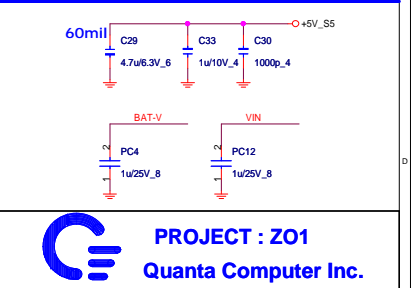 60mil
+5V_S5
C29
C33
C30
4.7u/6.3V_6
1u/10V_4
1000p_4
BAT-V
VIN
2
PC4
2
PC12
1
1u/25V_8
1
1u/25V_8
D
PROJECT : ZO1
Quanta Computer Inc.